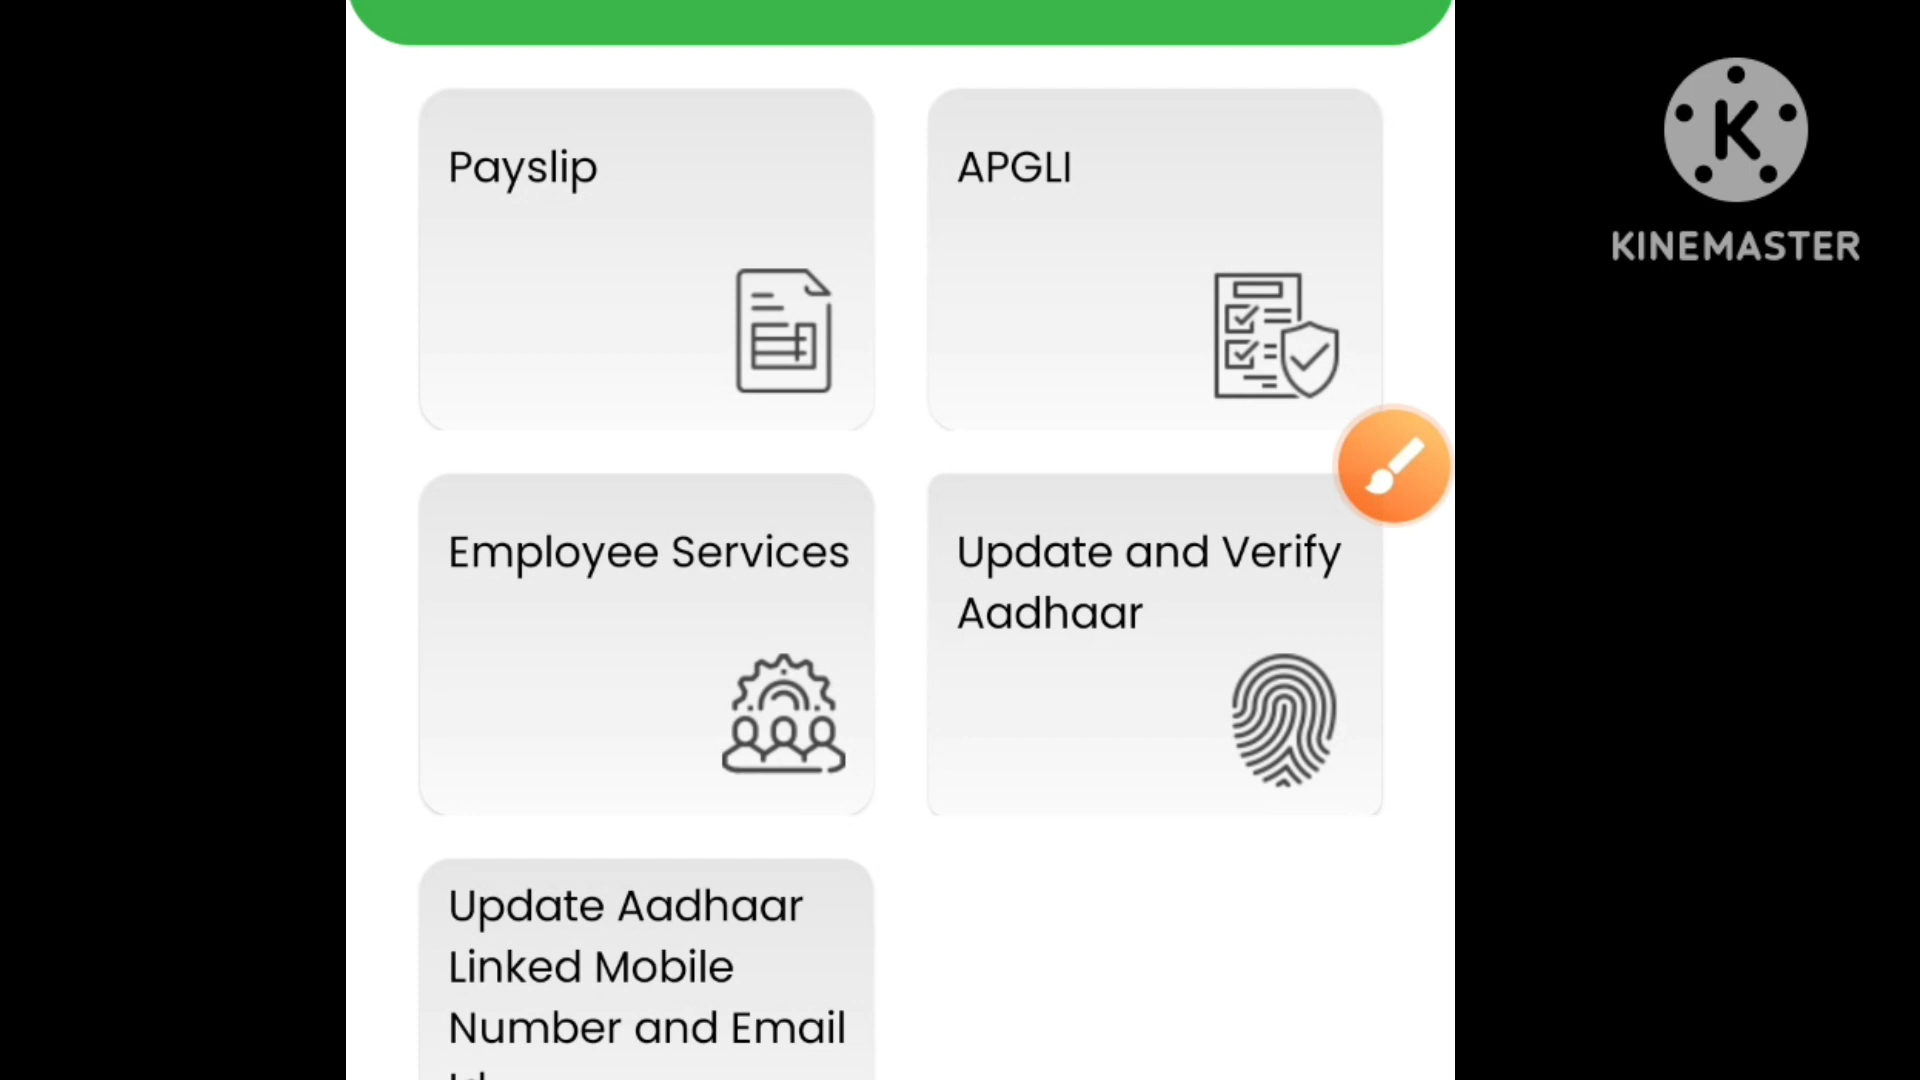 Payslip
APGLI
KINEMASTER
Employee Services
Update and Verify
Aadhaar
Update Aadhaar
Linked Mobile
Number and Email